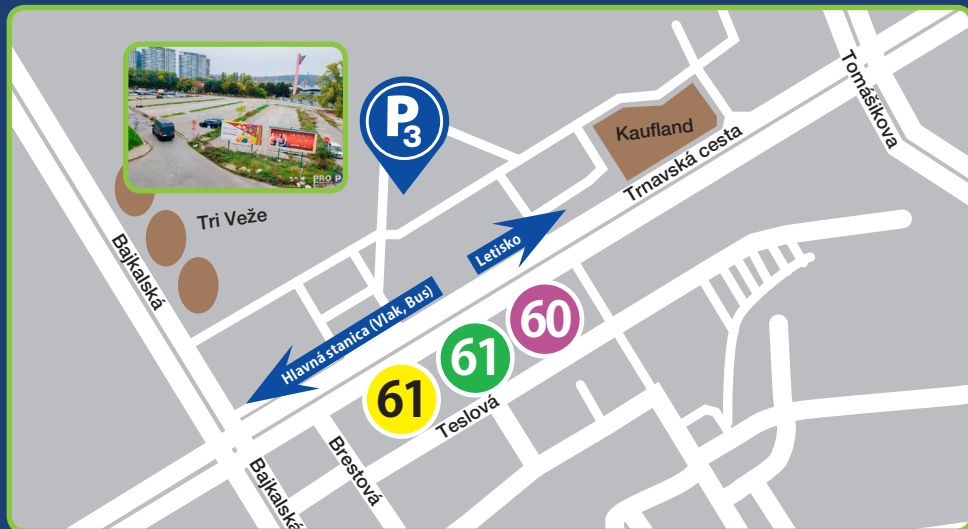 P3
PRO P
Tri Veže
Kaufland
Trnavská cesta
Tomášikova
Bajkalská
Letisko
Hlavná stanica (Vlak, Bus)
60
61
61
Teslová
Brestová
Bajkalská